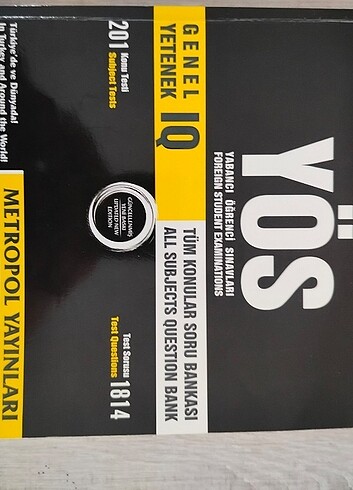 YÖS
YABANCI ÖĞRENCİ SINAVLARI
FOREIGN STUDENT EXAMINATIONS
GENEL
YETENEK
IQ
TÜM KONULAR SORU BANKASI
ALL SUBJECTS QUESTION BANK
201 Konu Testi
Subject Tests
GÜNCELLENMİŞ
YENİ BASKI
UPDATED NEW
EDITION
Test Sorusu
Test Questions 1814
Türkiye'de ve Dünyada!
In Turkey and Around the World!
METROPOL YAYINLARI